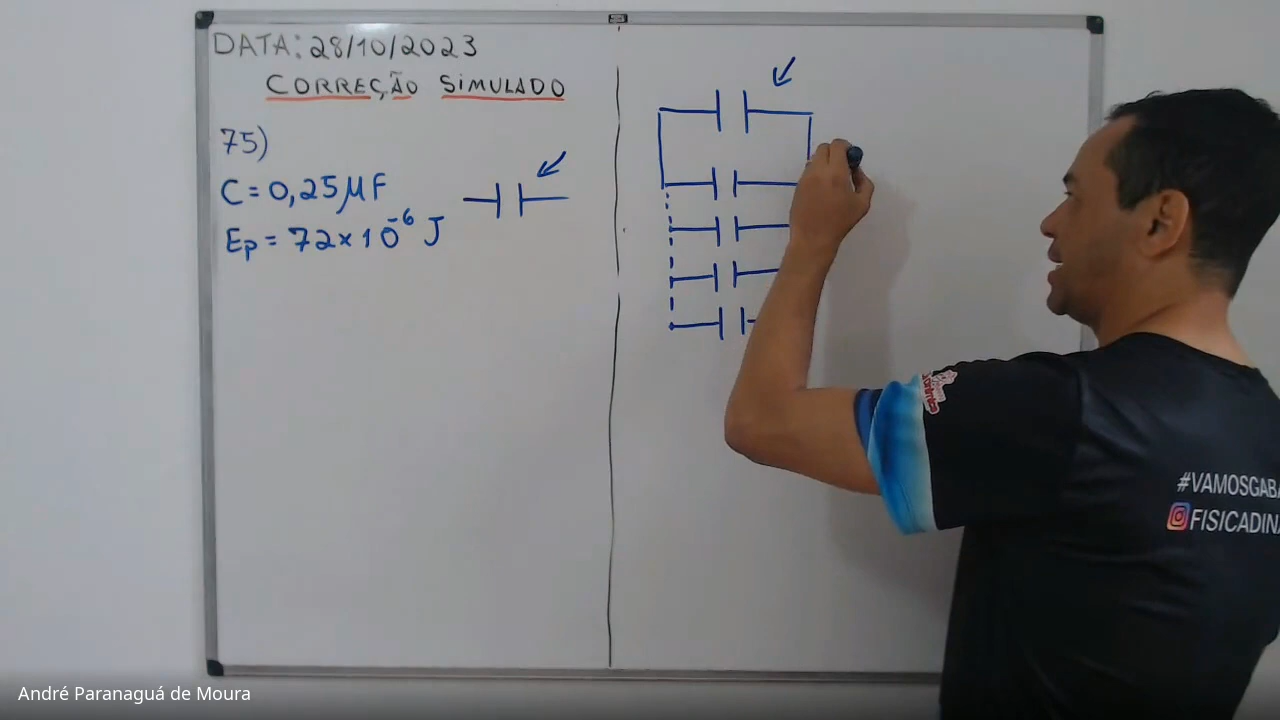 DATA: 28/10/2023
CORREÇÃO SIMULADO
75)
C = 0,25 μF
Ep = 72 × 10⁻⁶ J
#VAMOSGABA
FISICADINA
André Paranaguá de Moura